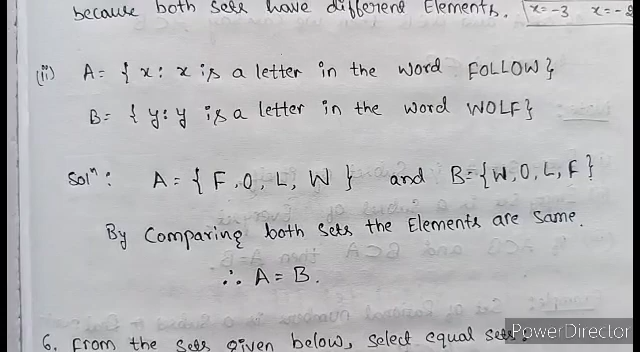 because both sets have different Elements. x=-3 x=-2
(ii) A= { x: x is a letter in the word FOLLOW}
B= { y: y is a letter in the word WOLF}
Solⁿ: A = { F, O, L, W } and B={W, O, L, F}
By Comparing both sets the Elements are same.
∴ A = B.
6. From the sets given below, select equal sets.
PowerDirector